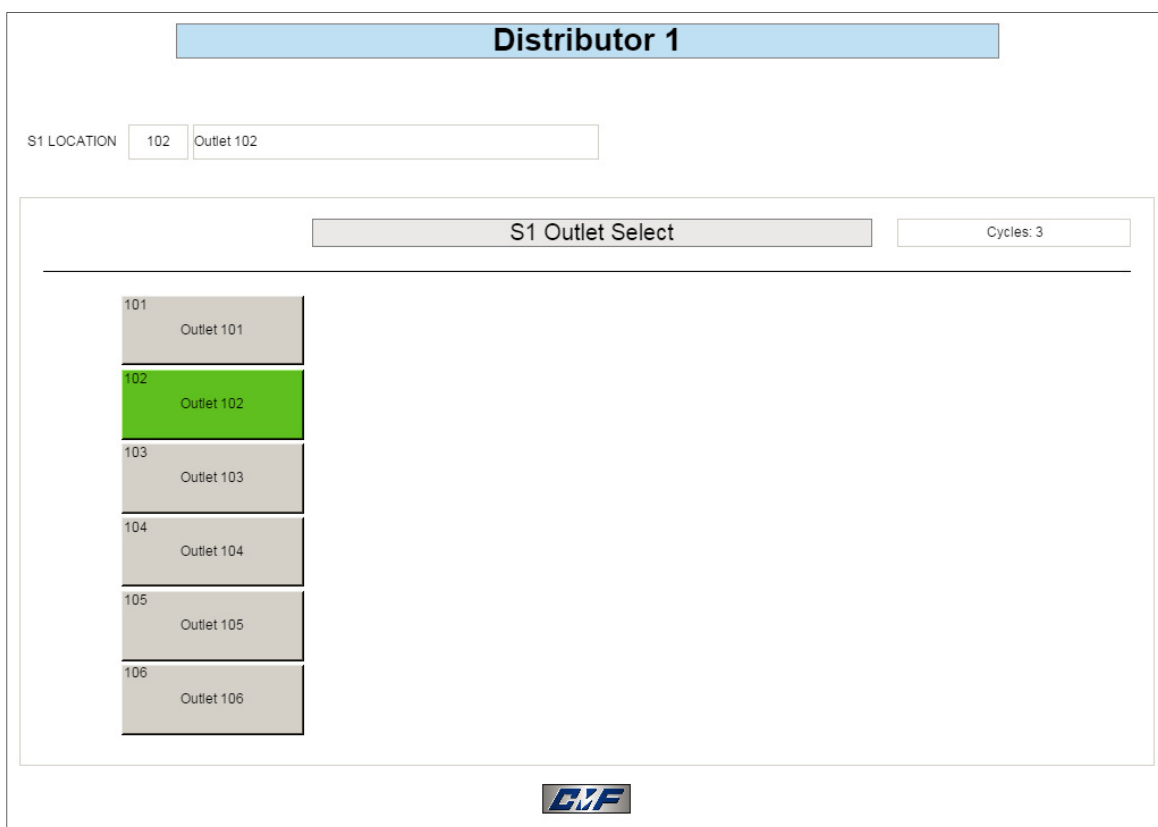 Distributor 1
S1 LOCATION 102 Outlet 102
S1 Outlet Select Cycles: 3
101
Outlet 101
102
Outlet 102
103
Outlet 103
104
Outlet 104
105
Outlet 105
106
Outlet 106
CMF